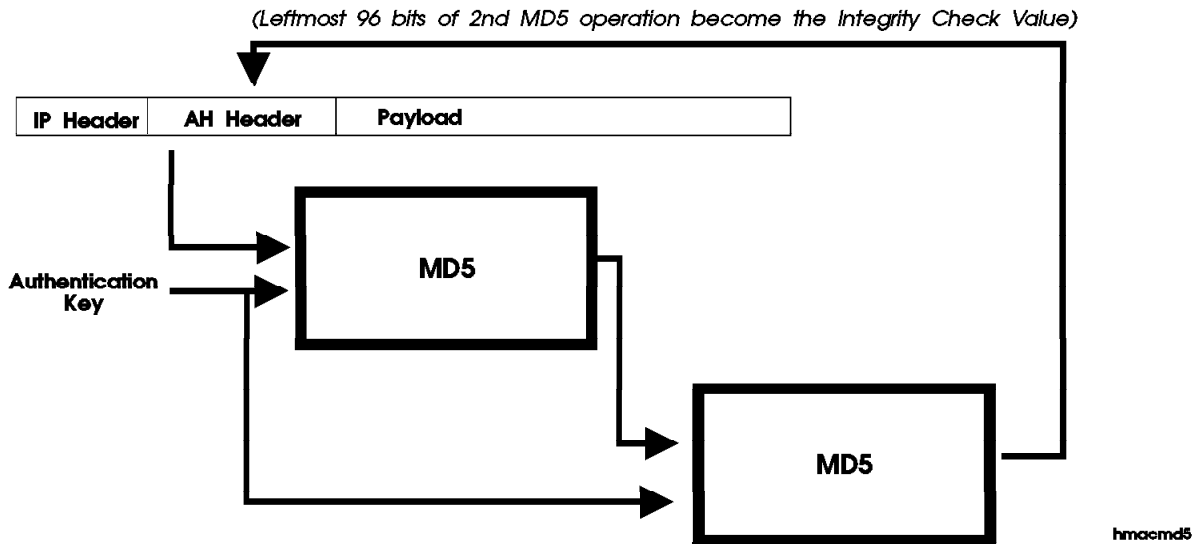 (Leftmost 96 bits of 2nd MD5 operation become the Integrity Check Value)
IP Header AH Header Payload
MD5
Authentication
Key
MD5
hmacmd5